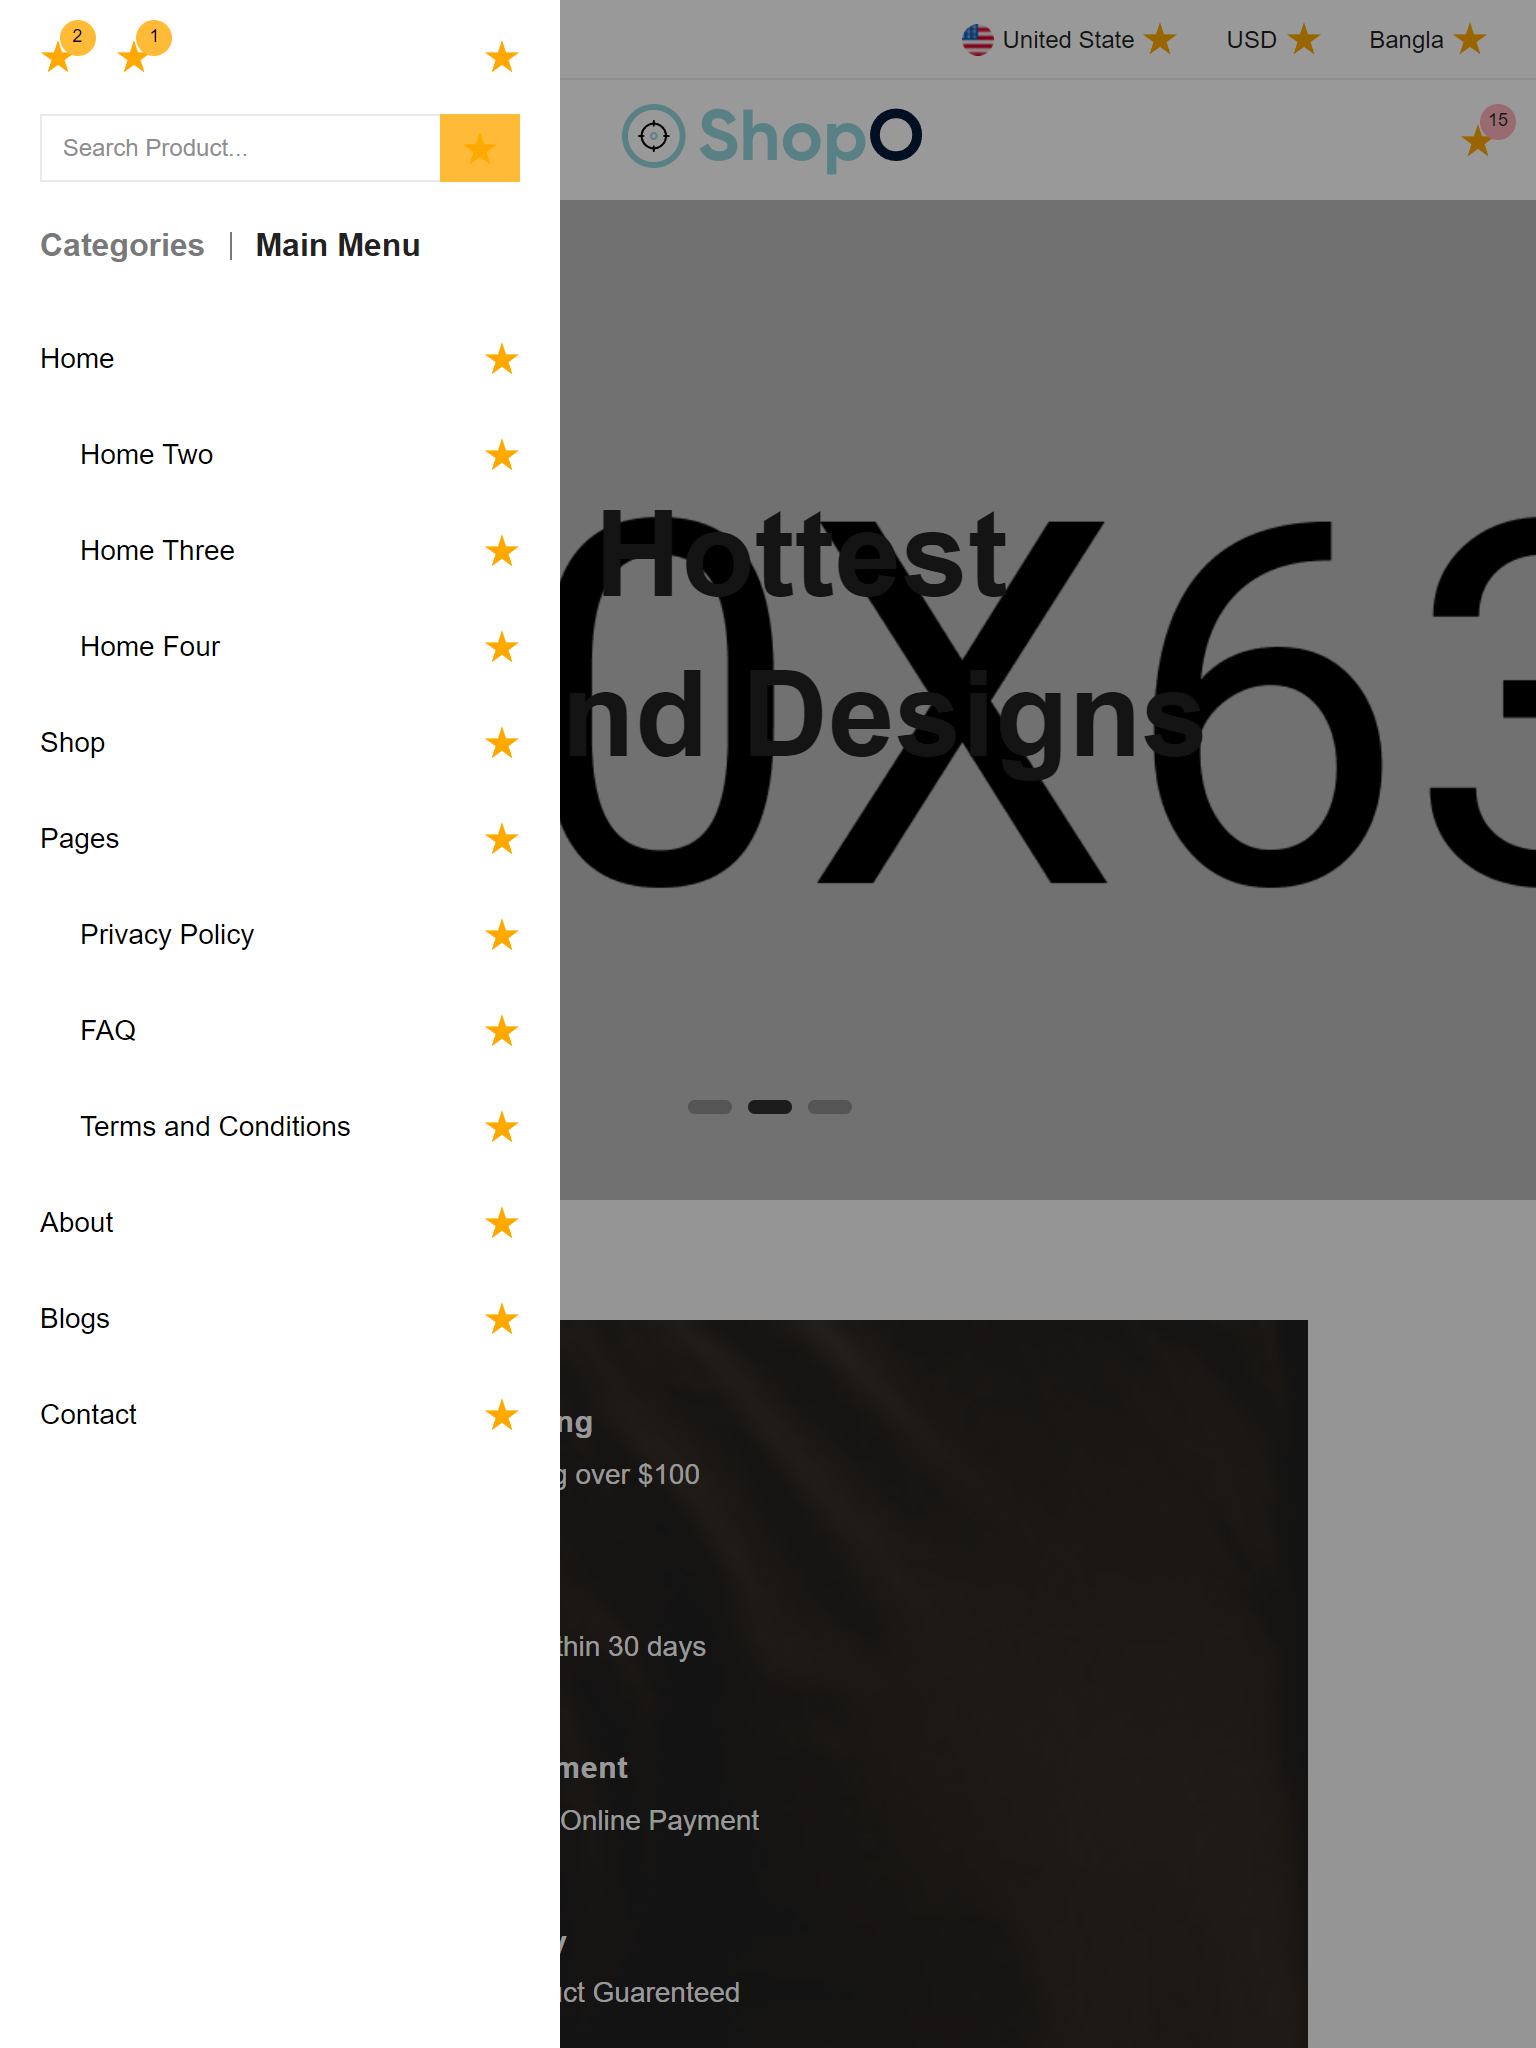 2 1
Search Product...
Categories | Main Menu
Home
Home Two
Home Three
Home Four
Shop
Pages
Privacy Policy
FAQ
Terms and Conditions
About
Blogs
Contact
United State USD Bangla
ShopO
15
0X63
Hottest
nd Designs
ng
g over $100
thin 30 days
ment
Online Payment
y
ct Guarenteed